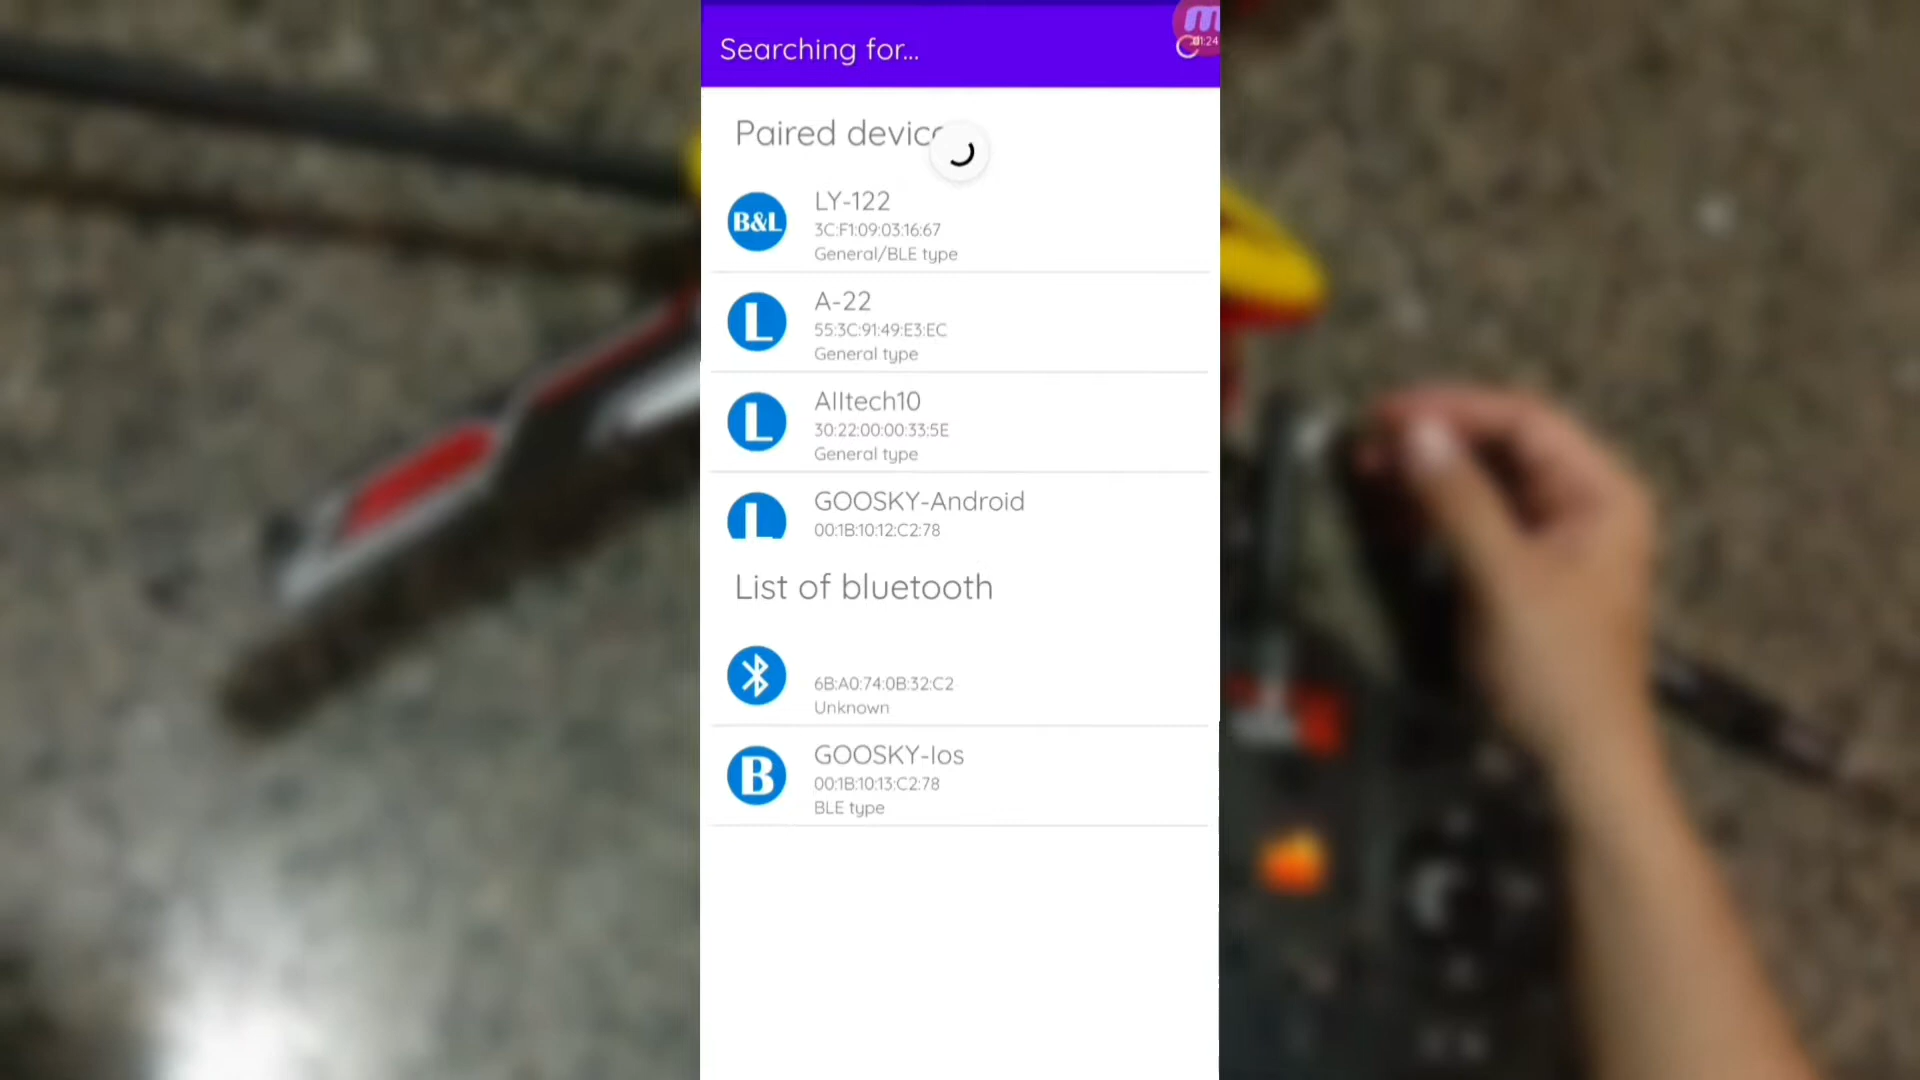 Searching for...
01:24
Paired devic
B&L
LY-122
3C:F1:09:03:16:67
General/BLE type
L
A-22
55:3C:91:49:E3:EC
General type
L
Alltech10
30:22:00:00:33:5E
General type
L
GOOSKY-Android
00:1B:10:12:C2:78
List of bluetooth
6B:A0:74:0B:32:C2
Unknown
B
GOOSKY-Ios
00:1B:10:13:C2:78
BLE type